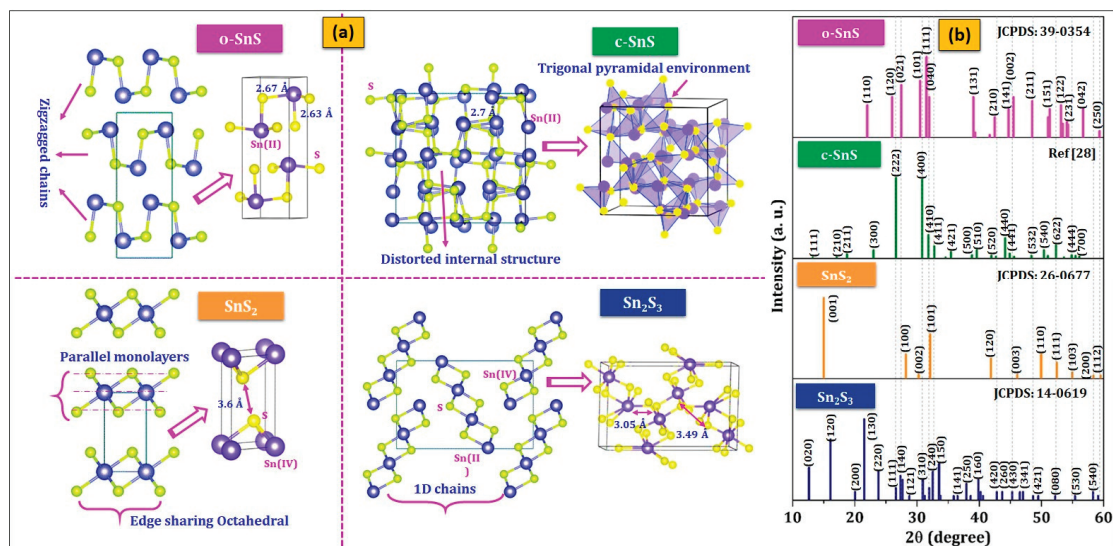 (a)
o-SnS
Zigzaged chains
2.67 Å
2.63 Å
Sn(II)
S
c-SnS
Trigonal pyramidal environment
S
2.7 Å
Sn(II)
Distorted internal structure
SnS₂
Parallel monolayers
3.6 Å
S
Sn(IV)
Edge sharing Octahedral
Sn₂S₃
Sn(IV)
S
Sn(II
)
1D chains
3.05 Å
3.49 Å
(b)
o-SnS
JCPDS: 39-0354
(110)
(120)
(021)
(101)
(111)
(040)
(131)
(210)
(141)
(002)
(211)
(151)
(122)
(231)
(042)
(250)
c-SnS
Ref [28]
(111)
(210)
(211)
(300)
(222)
(400)
(410)
(411)
(421)
(500)
(510)
(520)
(440)
(441)
(532)
(540)
(622)
(444)
(700)
SnS₂
JCPDS: 26-0677
(001)
(100)
(002)
(101)
(120)
(003)
(110)
(111)
(103)
(200)
(112)
Sn₂S₃
JCPDS: 14-0619
(020)
(120)
(200)
(130)
(220)
(111)
(140)
(121)
(310)
(240)
(150)
(141)
(250)
(160)
(420)
(260)
(430)
(341)
(421)
(080)
(530)
(540)
10 20 30 40 50 60
2θ (degree)
Intensity (a. u.)